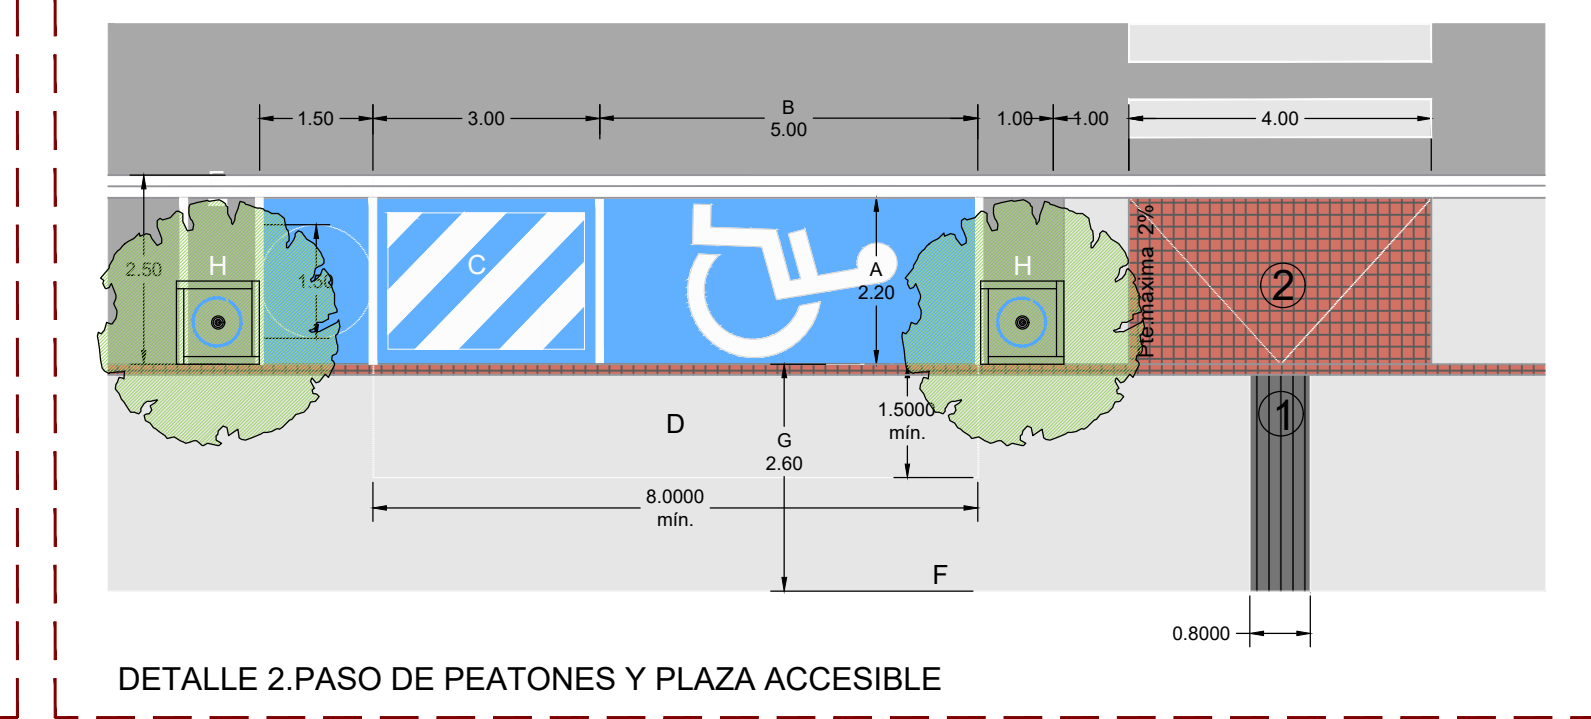 B
1.50
3.00
5.00
1.00
1.00
4.00
2.50
H
1.50
C
A
2.20
H
Pte.máxima 2%
2
1.5000
mín.
1
D
G
2.60
8.0000
mín.
F
0.8000
DETALLE 2.PASO DE PEATONES Y PLAZA ACCESIBLE